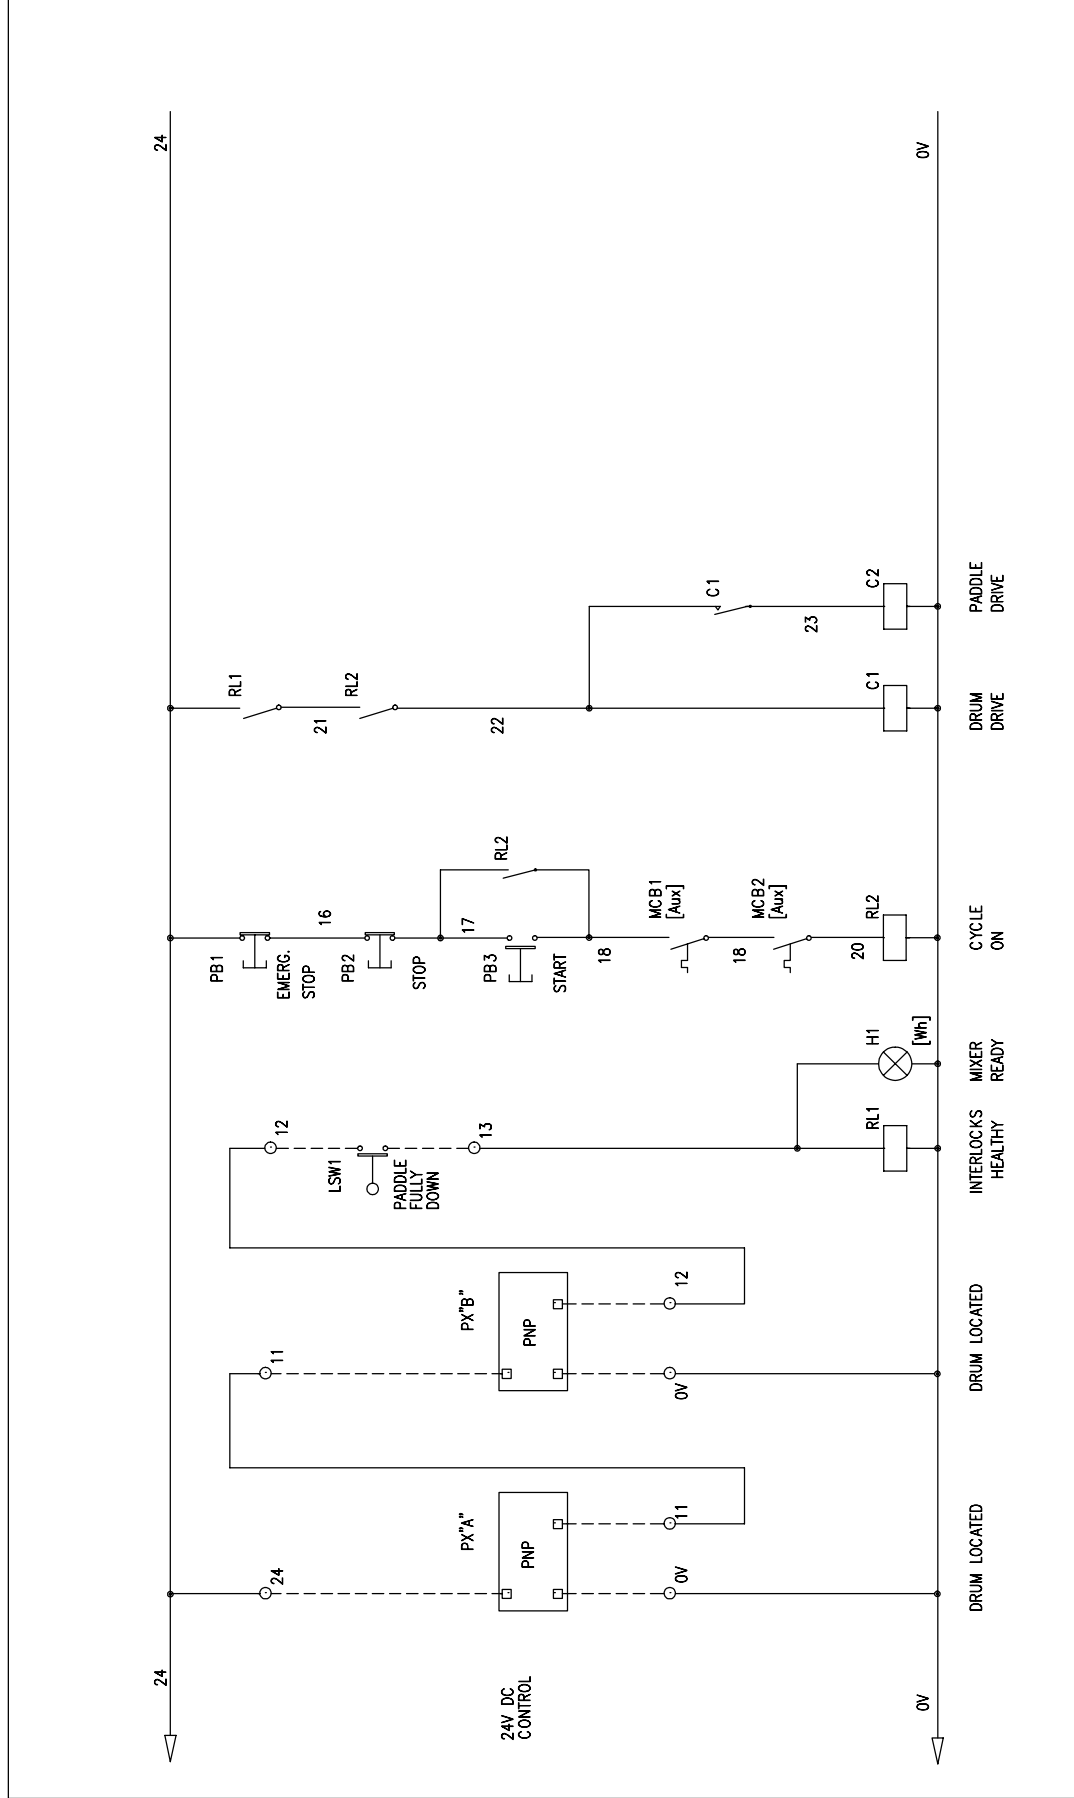 24V DC
CONTROL
24
0V
24
PX"A"
PNP
0V
11
DRUM LOCATED
11
PX"B"
PNP
0V
12
DRUM LOCATED
12
LSW1
PADDLE
FULLY
DOWN
13
RL1
INTERLOCKS
HEALTHY
H1
[Wh]
MIXER
READY
PB1
EMERG.
STOP
16
PB2
STOP
17
PB3
START
RL2
18
MCB1
[Aux]
18
MCB2
[Aux]
20
RL2
CYCLE
ON
RL1
21
RL2
22
C1
DRUM
DRIVE
C1
23
C2
PADDLE
DRIVE
24
0V